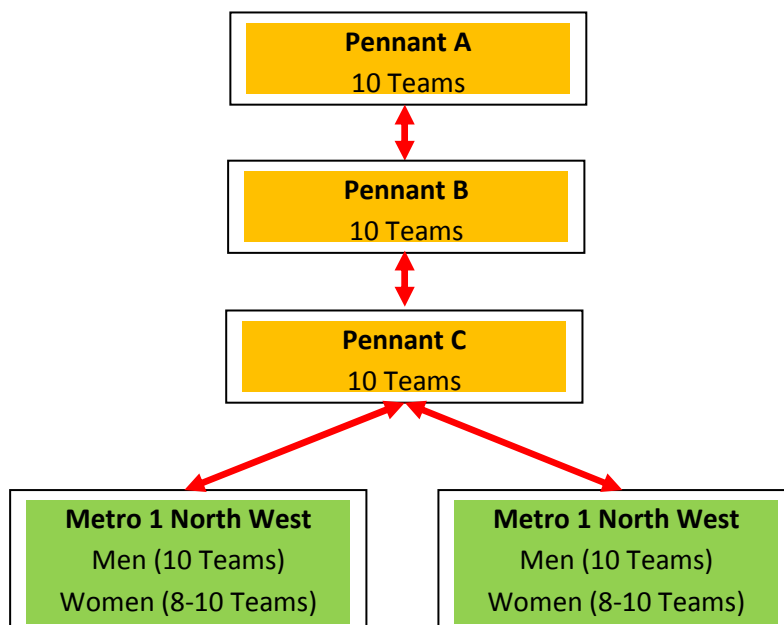 Pennant A
10 Teams
Pennant B
10 Teams
Pennant C
10 Teams
Metro 1 North West
Men (10 Teams)
Women (8-10 Teams)
Metro 1 North West
Men (10 Teams)
Women (8-10 Teams)